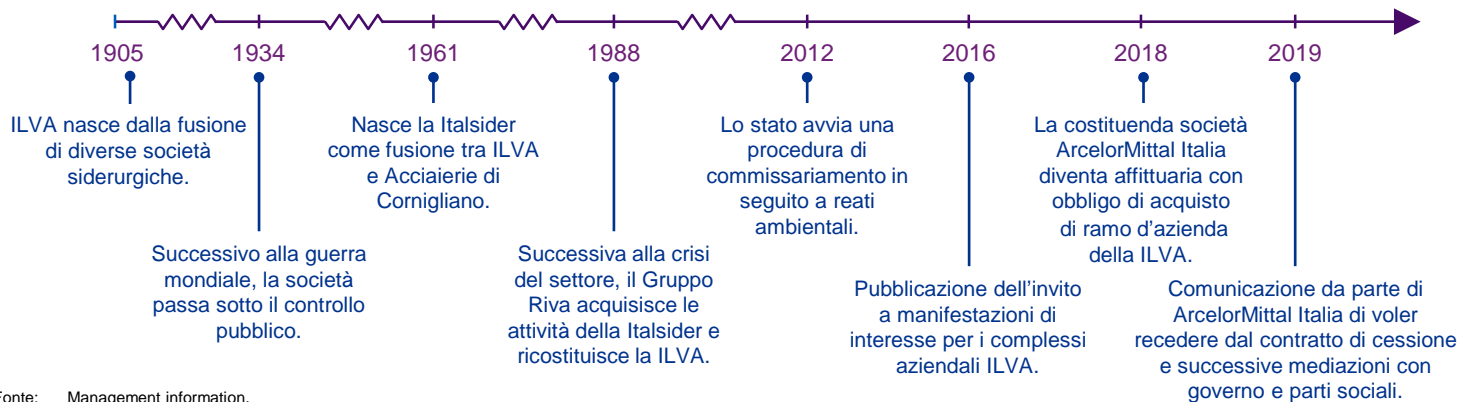 1905
1934
1961
1988
2012
2016
2018
2019
ILVA nasce dalla fusione
di diverse società
siderurgiche.
Successivo alla guerra
mondiale, la società
passa sotto il controllo
pubblico.
Nasce la Italsider
come fusione tra ILVA
e Acciaierie di
Cornigliano.
Successiva alla crisi
del settore, il Gruppo
Riva acquisisce le
attività della Italsider e
ricostituisce la ILVA.
Lo stato avvia una
procedura di
commissariamento in
seguito a reati
ambientali.
Pubblicazione dell’invito
a manifestazioni di
interesse per i complessi
aziendali ILVA.
La costituenda società
ArcelorMittal Italia
diventa affittuaria con
obbligo di acquisto
di ramo d’azienda
della ILVA.
Comunicazione da parte di
ArcelorMittal Italia di voler
recedere dal contratto di cessione
e successive mediazioni con
governo e parti sociali.
Fonte: Management information.